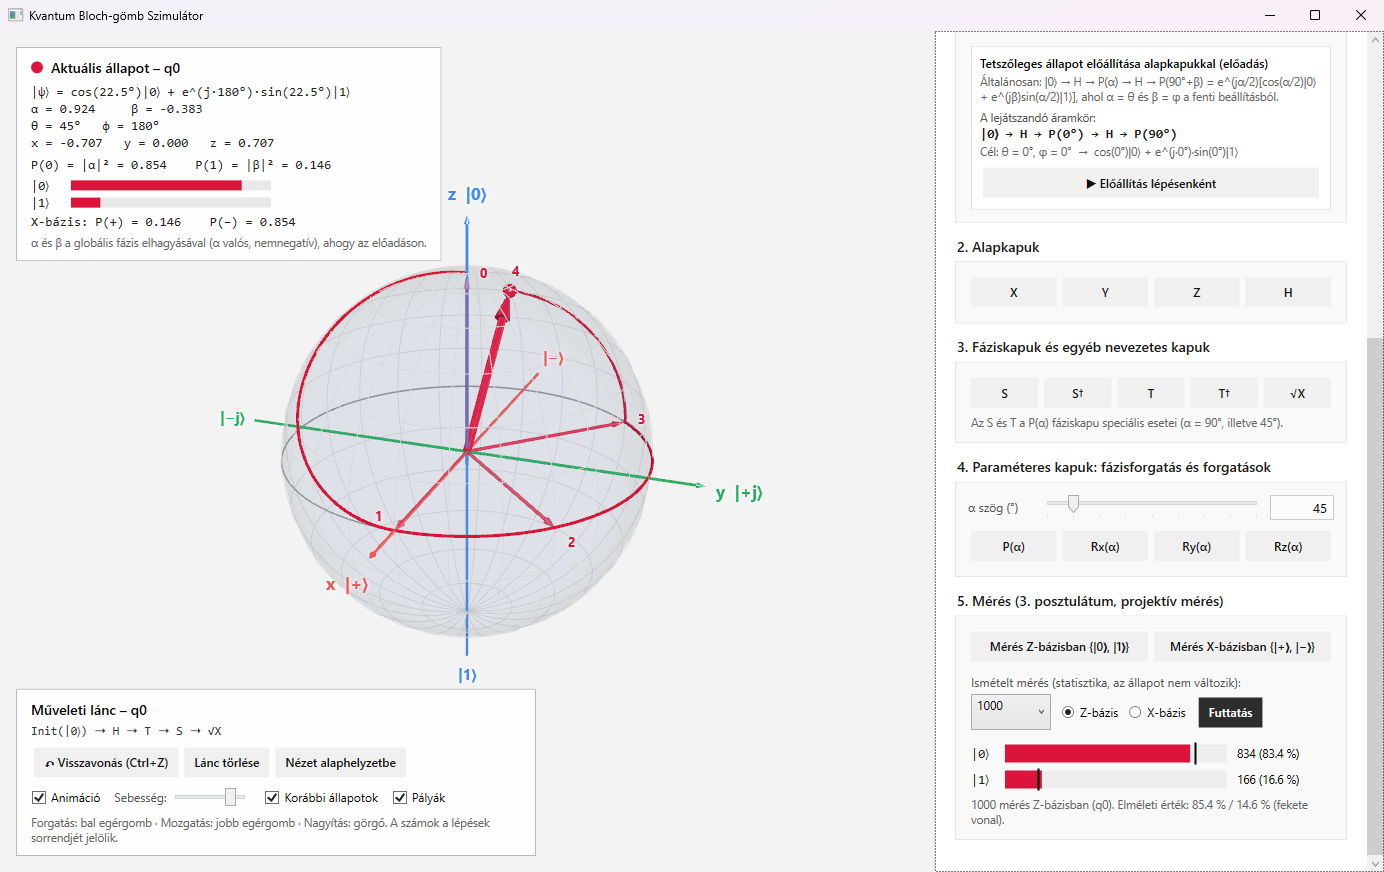 Kvantum Bloch-gömb Szimulátor
Aktuális állapot – q0
|ψ⟩ = cos(22.5°)|0⟩ + e^(j·180°)·sin(22.5°)|1⟩
α = 0.924 β = -0.383
θ = 45° ϕ = 180°
x = -0.707 y = 0.000 z = 0.707
P(0) = |α|² = 0.854 P(1) = |β|² = 0.146
|0⟩
|1⟩
X-bázis: P(+) = 0.146 P(−) = 0.854
α és β a globális fázis elhagyásával (α valós, nemnegatív), ahogy az előadáson.
z |0⟩
0
4
|−⟩
|−j⟩
3
y |+j⟩
1
2
x |+⟩
|1⟩
Műveleti lánc – q0
Init(|0⟩) → H → T → S → √X
↶ Visszavonás (Ctrl+Z)
Lánc törlése
Nézet alaphelyzetbe
Animáció
Sebesség:
Korábbi állapotok
Pályák
Forgatás: bal egérgomb · Mozgatás: jobb egérgomb · Nagyítás: görgő. A számok a lépések
sorrendjét jelölik.
Tetszőleges állapot előállítása alapkapukkal (előadás)
Általánosan: |0⟩ → H → P(α) → H → P(90°+β) = e^(jα/2)[cos(α/2)|0⟩
+ e^(jβ)sin(α/2)|1⟩], ahol α = θ és β = φ a fenti beállításból.
A lejátszandó áramkör:
|0⟩ → H → P(0°) → H → P(90°)
Cél: θ = 0°, φ = 0° → cos(0°)|0⟩ + e^(j·0°)·sin(0°)|1⟩
▶ Előállítás lépésenként
2. Alapkapuk
X
Y
Z
H
3. Fáziskapuk és egyéb nevezetes kapuk
S
S†
T
T†
√X
Az S és T a P(α) fáziskapu speciális esetei (α = 90°, illetve 45°).
4. Paraméteres kapuk: fázisforgatás és forgatások
α szög (°)
45
P(α)
Rx(α)
Ry(α)
Rz(α)
5. Mérés (3. posztulátum, projektív mérés)
Mérés Z-bázisban {|0⟩, |1⟩}
Mérés X-bázisban {|+⟩, |−⟩}
Ismételt mérés (statisztika, az állapot nem változik):
1000
Z-bázis
X-bázis
Futtatás
|0⟩ 834 (83.4 %)
|1⟩ 166 (16.6 %)
1000 mérés Z-bázisban (q0). Elméleti érték: 85.4 % / 14.6 % (fekete
vonal).